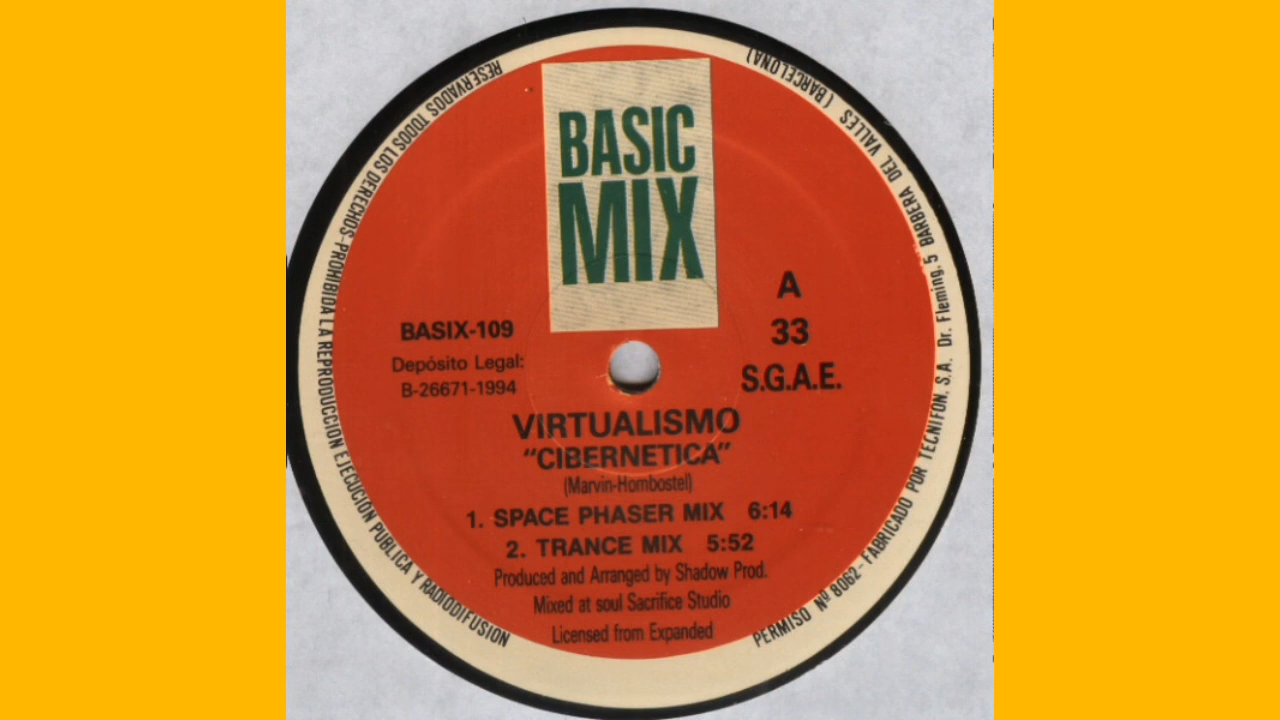 BASIC
MIX
A
33
S.G.A.E.
BASIX-109
Depósito Legal:
B-26671-1994
VIRTUALISMO
"CIBERNETICA"
(Marvin-Hombostel)
1. SPACE PHASER MIX 6:14
2. TRANCE MIX 5:52
Produced and Arranged by Shadow Prod.
Mixed at soul Sacrifice Studio
Licensed from Expanded
RESERVADOS TODOS LOS DERECHOS-PROHIBIDA LA REPRODUCCION EJECUCION PUBLICA Y RADIODIFUSION
PERMISO Nº 8062-FABRICADO POR TECNIFON, S.A. Dr. Fleming, 5 BARBERA DEL VALLES (BARCELONA)